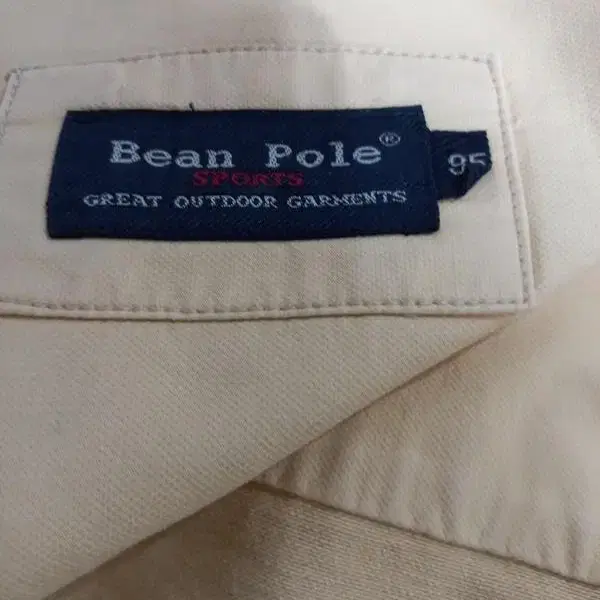 Bean Pole®
SPORTS
GREAT OUTDOOR GARMENTS
95